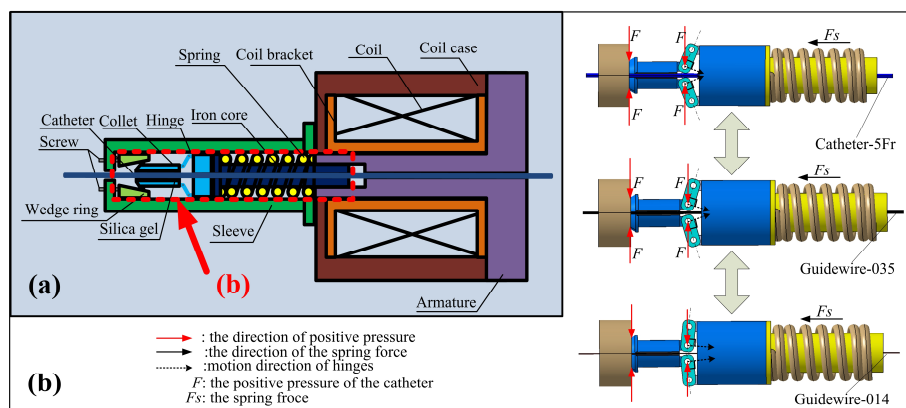 (a)
Spring
Coil bracket
Coil
Coil case
Catheter
Collet
Hinge
Iron core
Screw
Wedge ring
Silica gel
Sleeve
(b)
Armature
(b)
: the direction of positive pressure
:the direction of the spring force
:motion direction of hinges
F: the positive pressure of the catheter
Fs: the spring froce
F
F
Fs
F
F
Catheter-5Fr
F
F
Fs
F
F
Guidewire-035
F
F
Fs
F
F
Guidewire-014